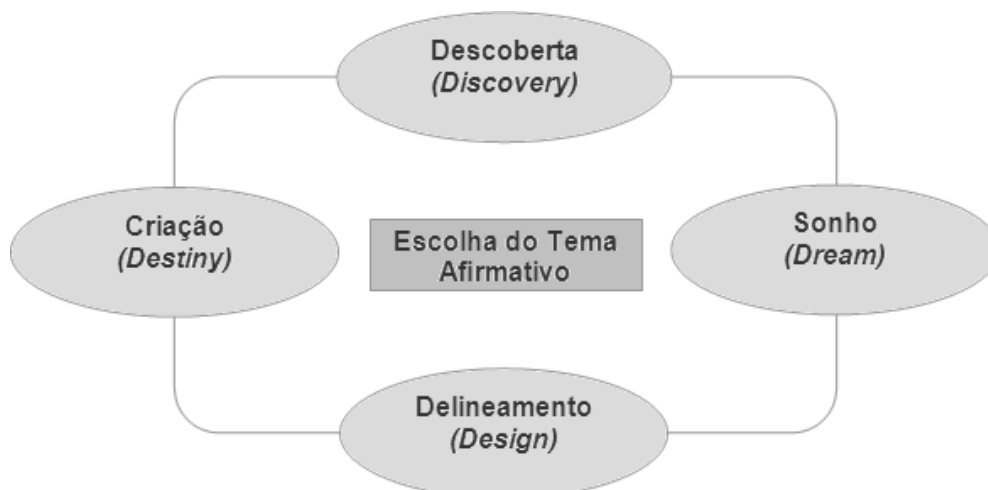 Descoberta
(Discovery)
Criação
(Destiny)
Escolha do Tema
Afirmativo
Sonho
(Dream)
Delineamento
(Design)